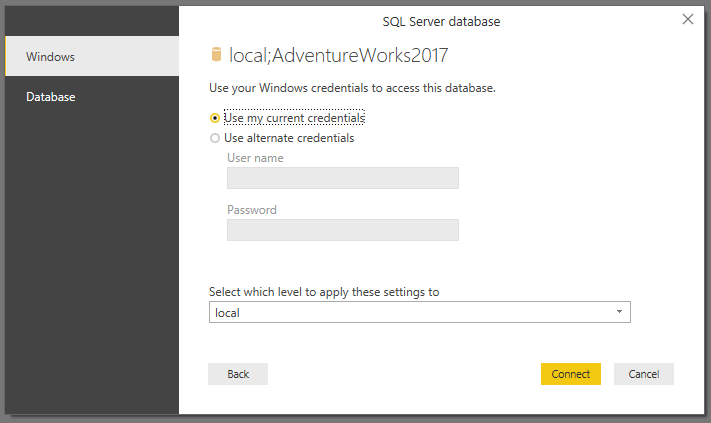 SQL Server database
Windows
Database
local;AdventureWorks2017
Use your Windows credentials to access this database.
Use my current credentials
Use alternate credentials
User name
Password
Select which level to apply these settings to
local
Back
Connect
Cancel